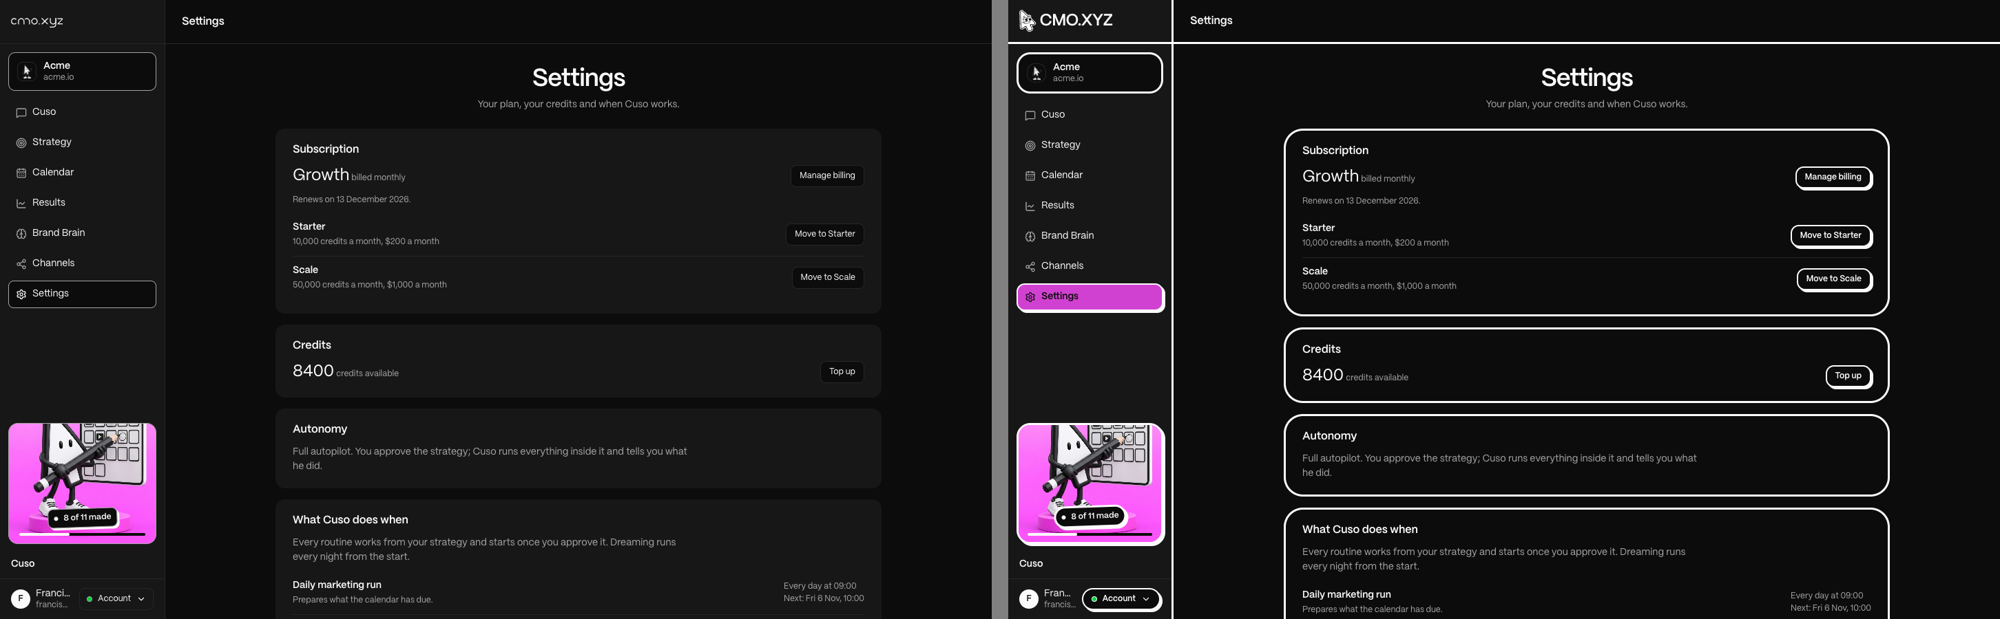 cmo.xyz
Settings
Acme
acme.io
Cuso
Strategy
Calendar
Results
Brand Brain
Channels
Settings
8 of 11 made
Cuso
F
Franci...
francis...
Account
Settings
Your plan, your credits and when Cuso works.
Subscription
Growth billed monthly
Manage billing
Renews on 13 December 2026.
Starter
10,000 credits a month, $200 a month
Move to Starter
Scale
50,000 credits a month, $1,000 a month
Move to Scale
Credits
8400 credits available
Top up
Autonomy
Full autopilot. You approve the strategy; Cuso runs everything inside it and tells you what
he did.
What Cuso does when
Every routine works from your strategy and starts once you approve it. Dreaming runs
every night from the start.
Daily marketing run
Prepares what the calendar has due.
Every day at 09:00
Next: Fri 6 Nov, 10:00
CMO.XYZ
Settings
Acme
acme.io
Cuso
Strategy
Calendar
Results
Brand Brain
Channels
Settings
8 of 11 made
Cuso
F
Fran...
francis...
Account
Settings
Your plan, your credits and when Cuso works.
Subscription
Growth billed monthly
Manage billing
Renews on 13 December 2026.
Starter
10,000 credits a month, $200 a month
Move to Starter
Scale
50,000 credits a month, $1,000 a month
Move to Scale
Credits
8400 credits available
Top up
Autonomy
Full autopilot. You approve the strategy; Cuso runs everything inside it and tells you what
he did.
What Cuso does when
Every routine works from your strategy and starts once you approve it. Dreaming runs
every night from the start.
Daily marketing run
Prepares what the calendar has due.
Every day at 09:00
Next: Fri 6 Nov, 10:00